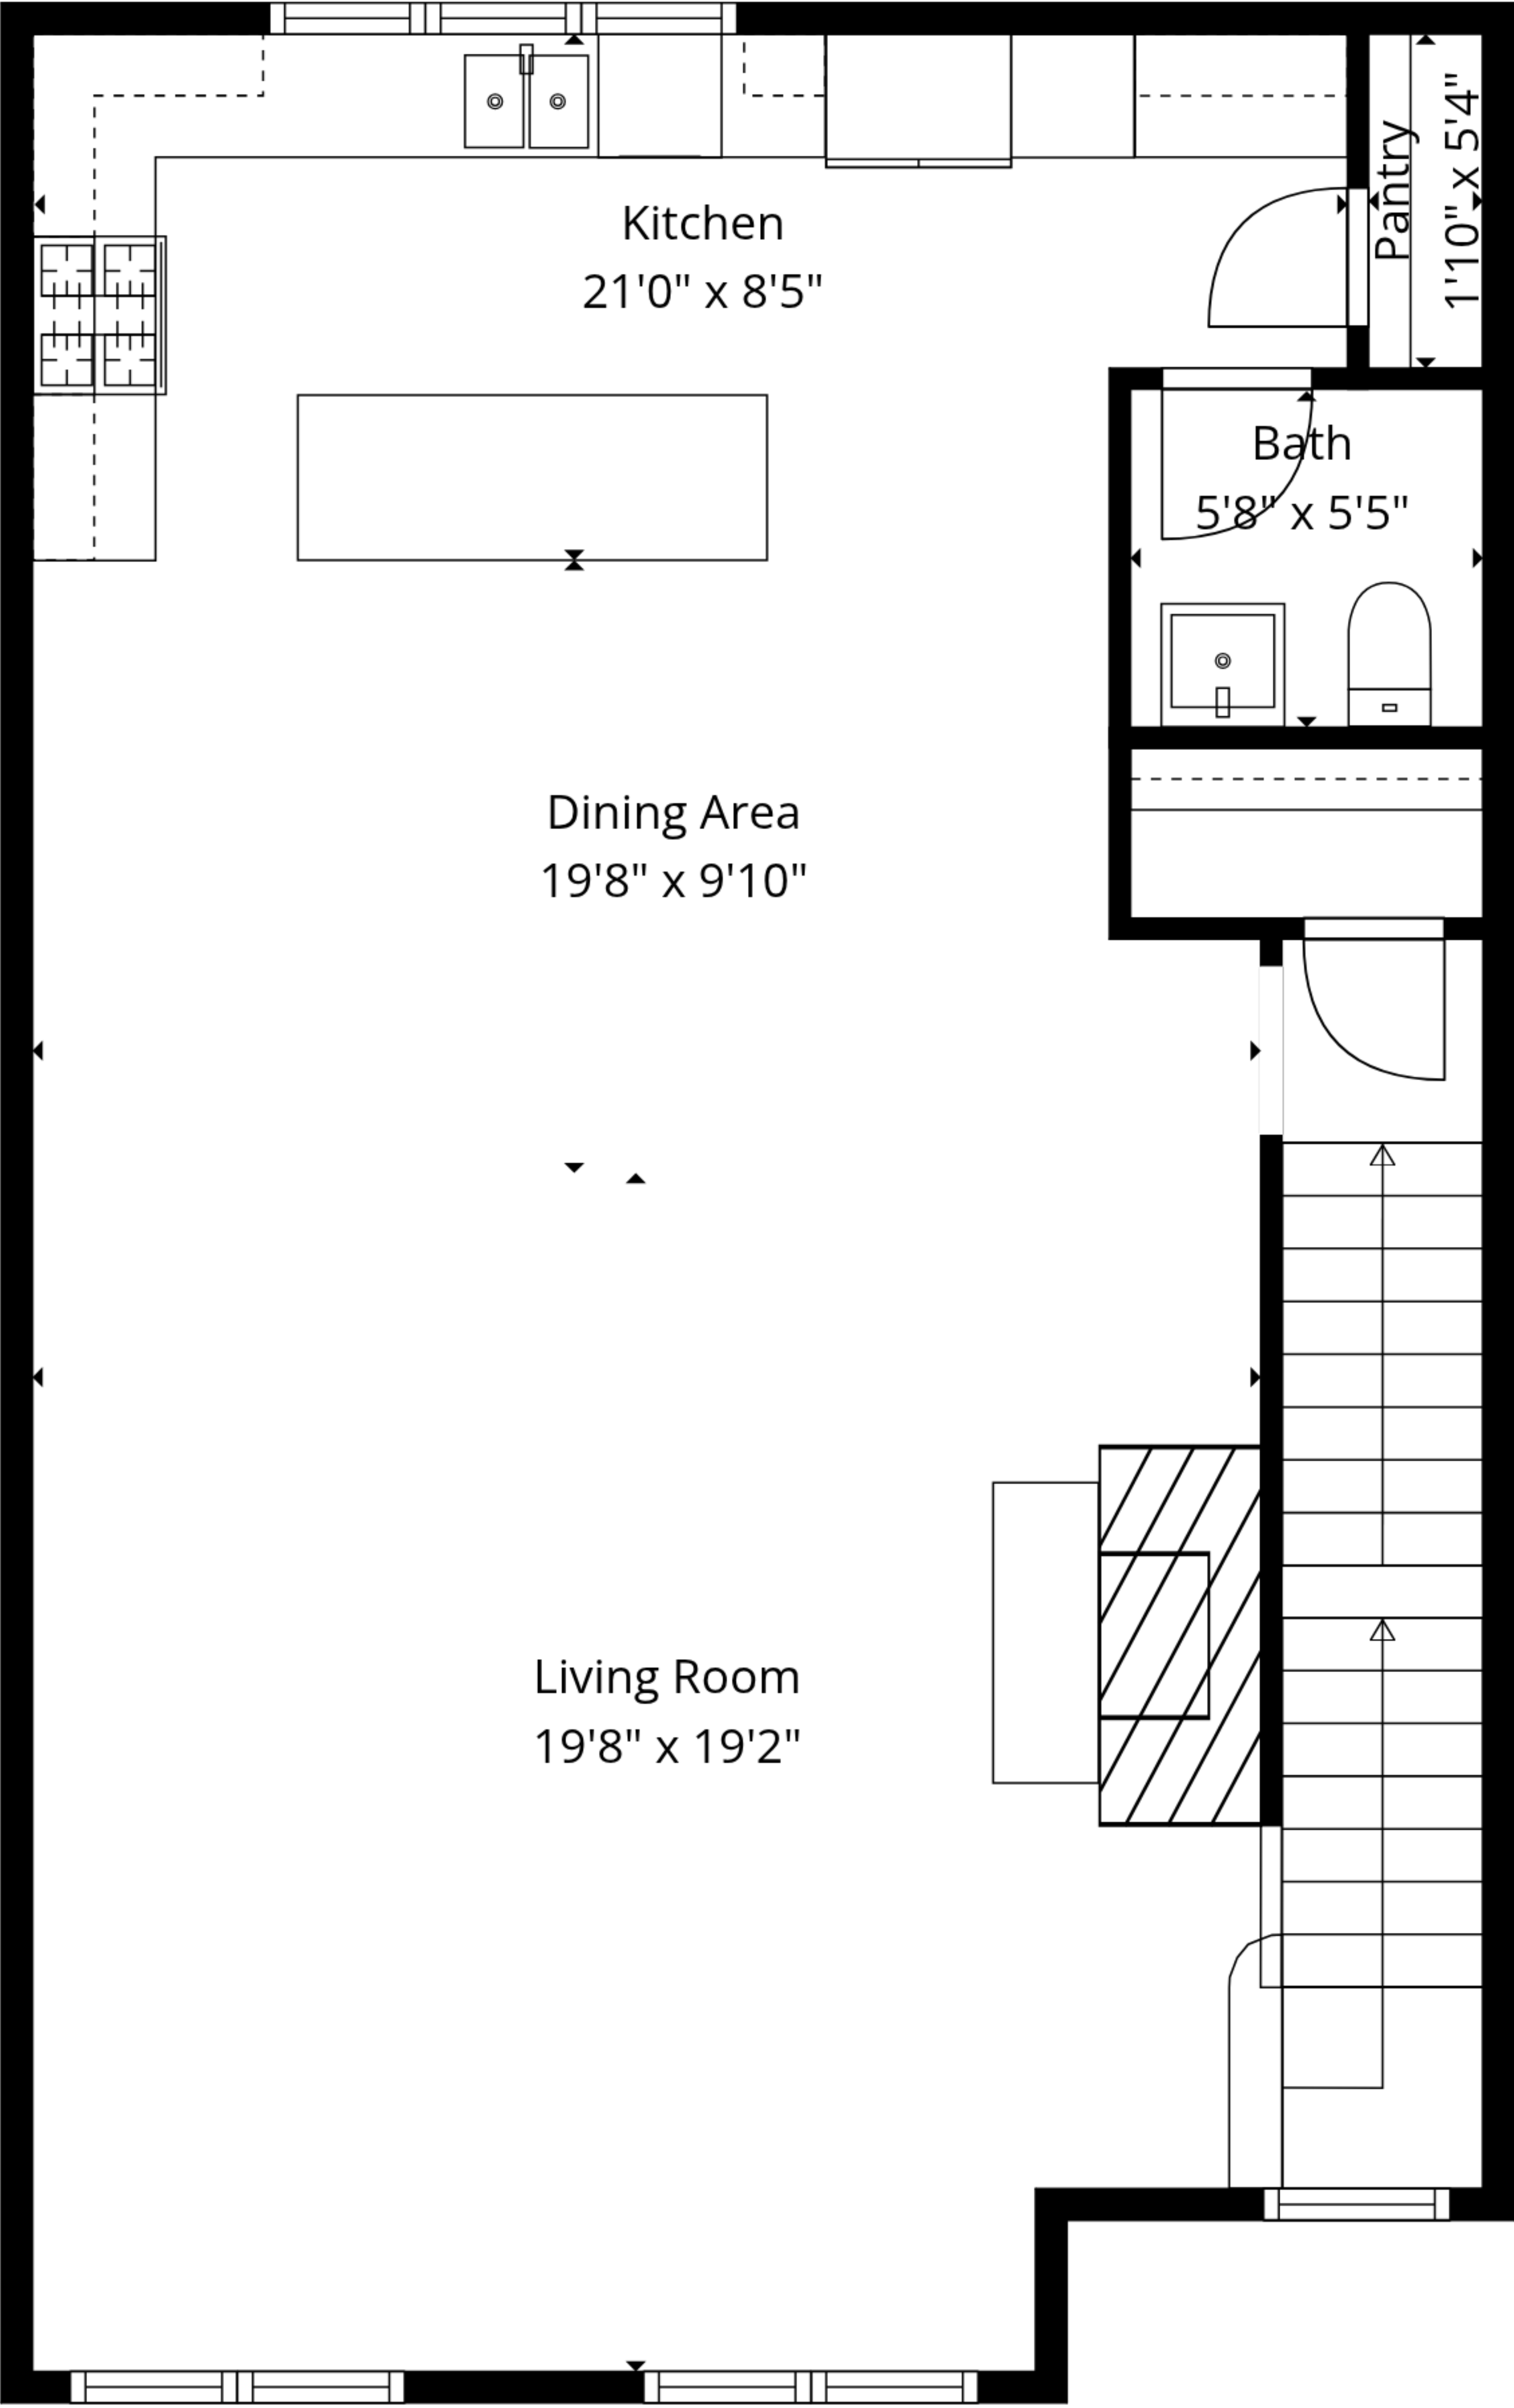 Kitchen
21'0" x 8'5"
Pantry
1'10" x 5'4"
Bath
5'8" x 5'5"
Dining Area
19'8" x 9'10"
Living Room
19'8" x 19'2"